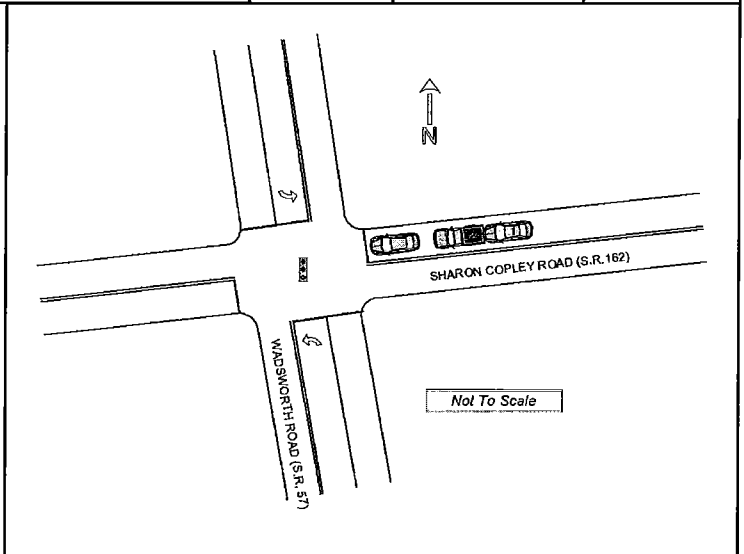 N
SHARON COPLEY ROAD (S.R.162)
WADSWORTH ROAD (S.R. 57)
Not To Scale